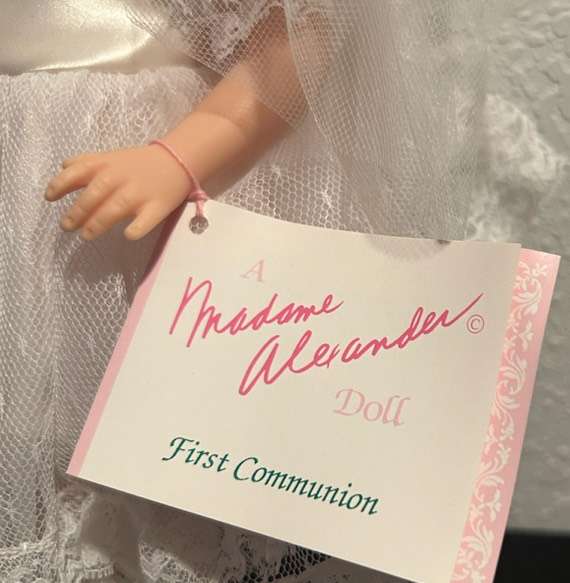 A
Madame
Alexander ©
Doll
First Communion